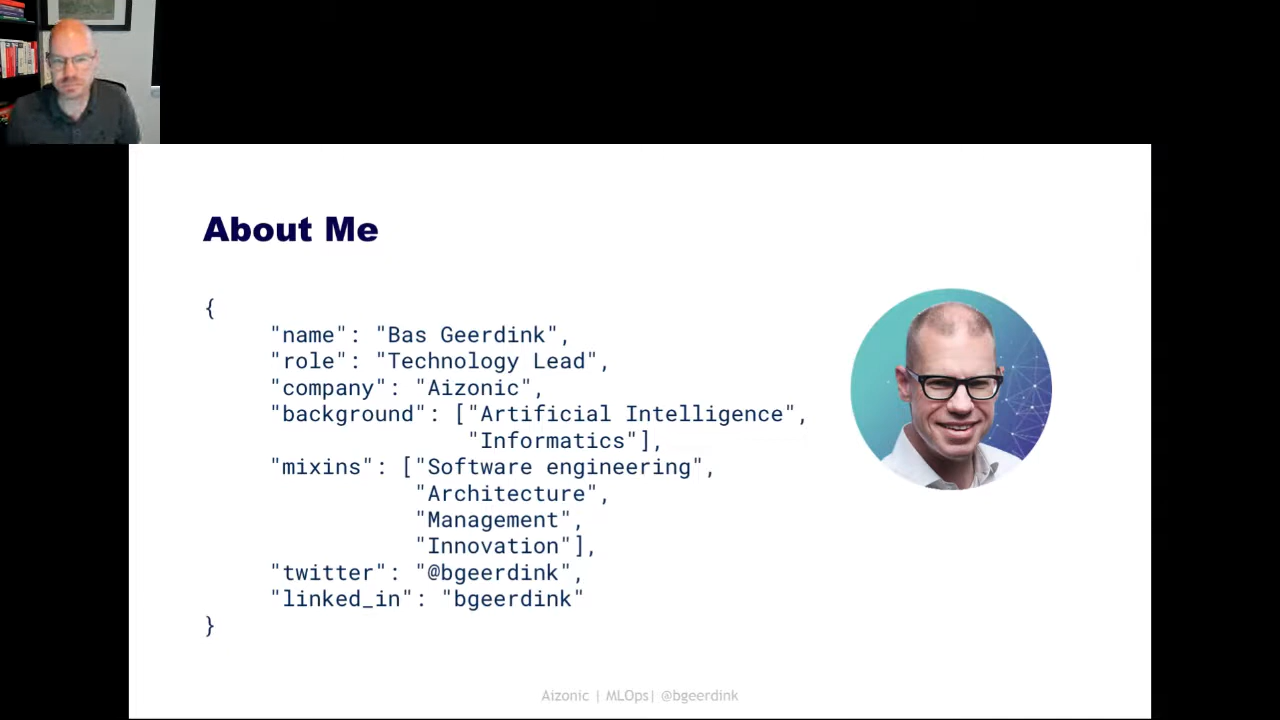 About Me
{
"name": "Bas Geerdink",
"role": "Technology Lead",
"company": "Aizonic",
"background": ["Artificial Intelligence",
"Informatics"],
"mixins": ["Software engineering",
"Architecture",
"Management",
"Innovation"],
"twitter": "@bgeerdink",
"linked_in": "bgeerdink"
}
Aizonic | MLOps| @bgeerdink